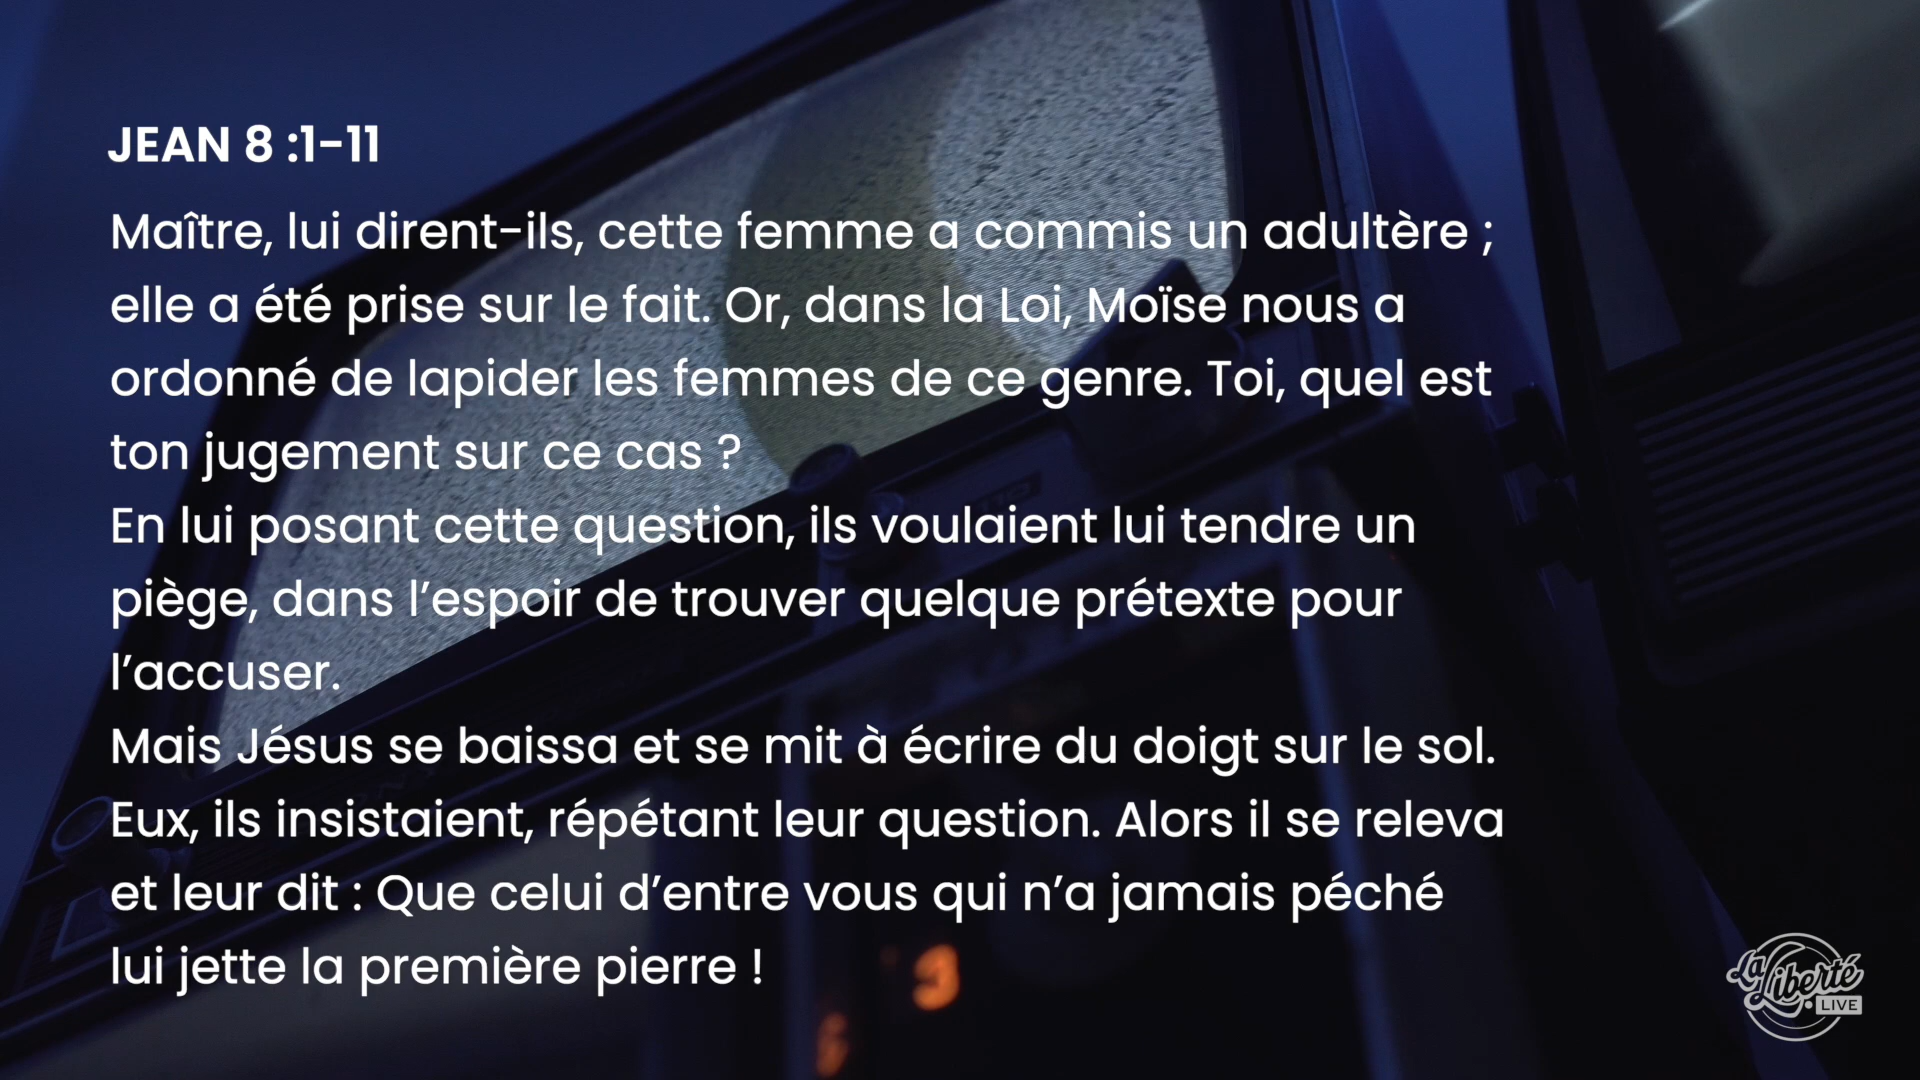 JEAN 8 :1-11
Maître, lui dirent-ils, cette femme a commis un adultère ;
elle a été prise sur le fait. Or, dans la Loi, Moïse nous a
ordonné de lapider les femmes de ce genre. Toi, quel est
ton jugement sur ce cas ?
En lui posant cette question, ils voulaient lui tendre un
piège, dans l’espoir de trouver quelque prétexte pour
l’accuser.
Mais Jésus se baissa et se mit à écrire du doigt sur le sol.
Eux, ils insistaient, répétant leur question. Alors il se releva
et leur dit : Que celui d’entre vous qui n’a jamais péché
lui jette la première pierre !
9
6
La Liberté
LIVE